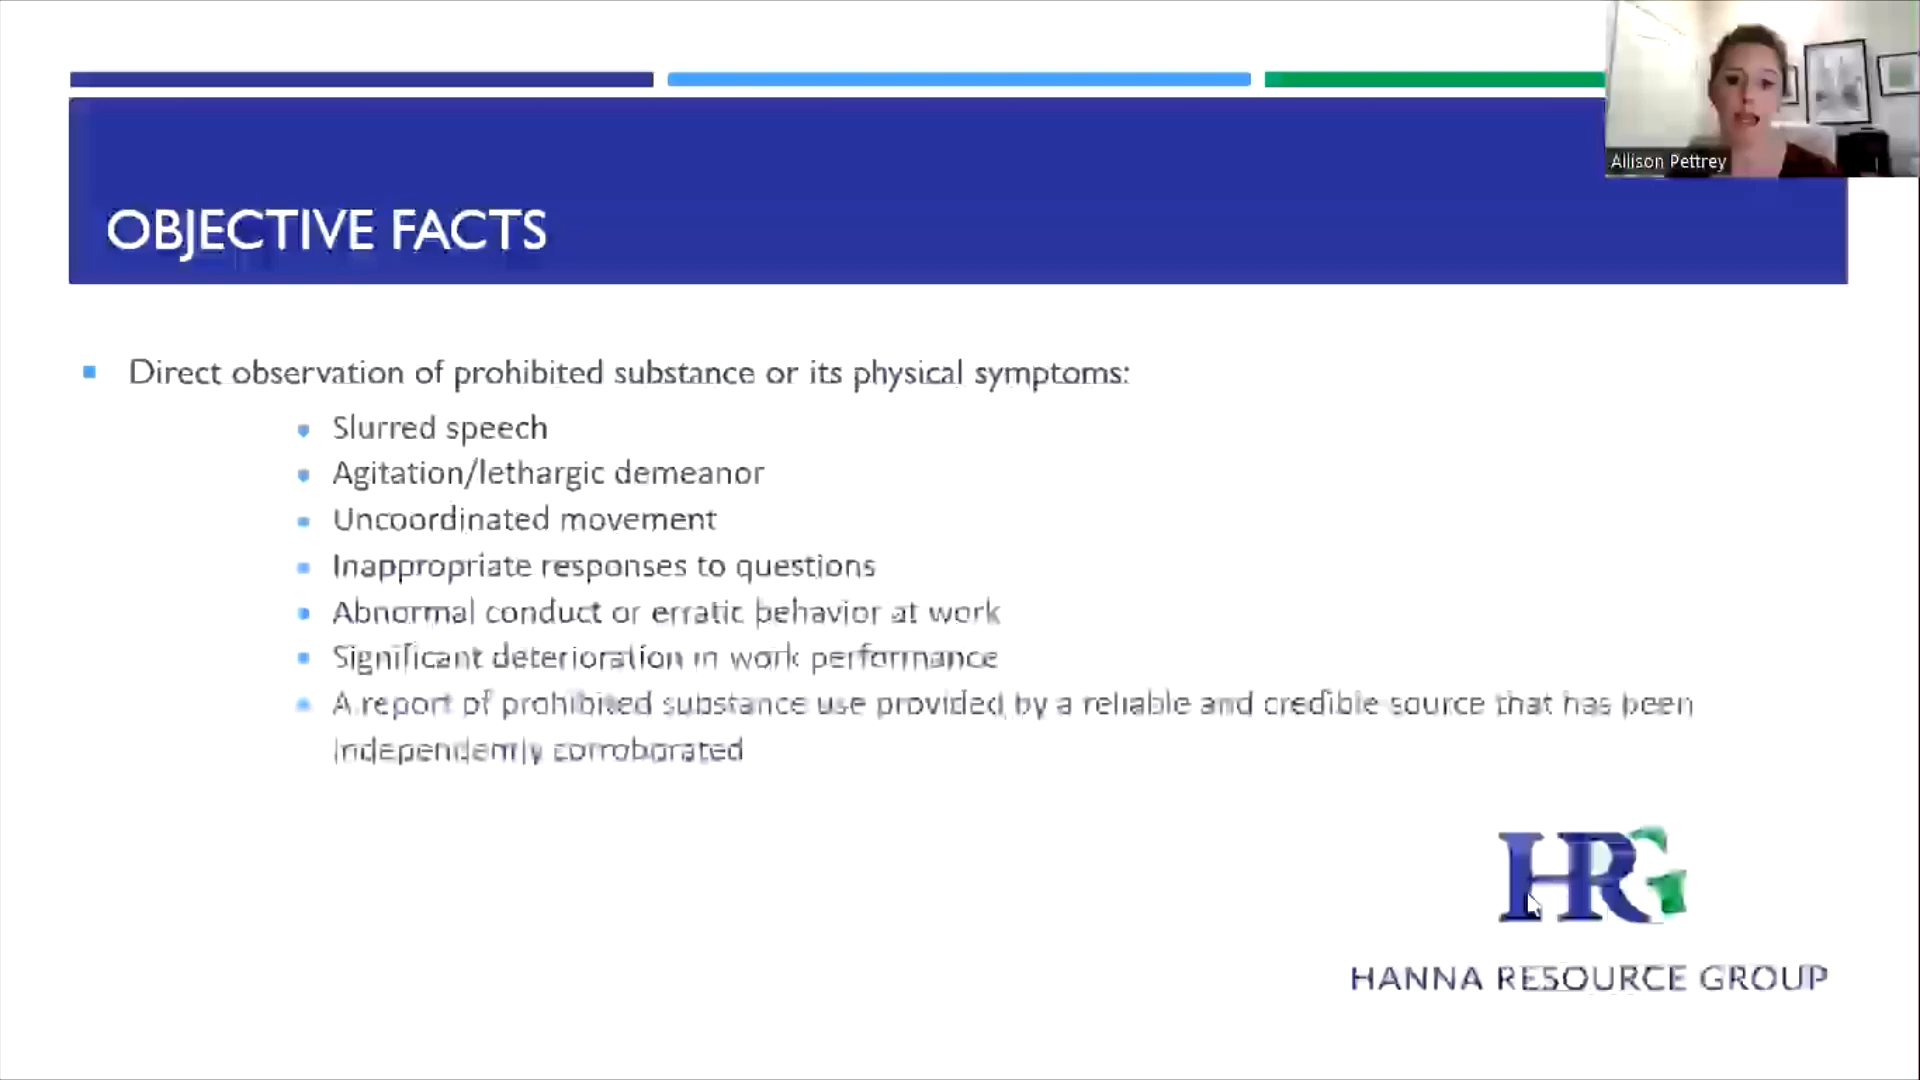 Allison Pettrey
OBJECTIVE FACTS
Direct observation of prohibited substance or its physical symptoms:
Slurred speech
Agitation/lethargic demeanor
Uncoordinated movement
Inappropriate responses to questions
Abnormal conduct or erratic behavior at work
Significant deterioration in work performance
A report of prohibited substance use provided by a reliable and credible source that has been
independently corroborated
HRG
HANNA RESOURCE GROUP